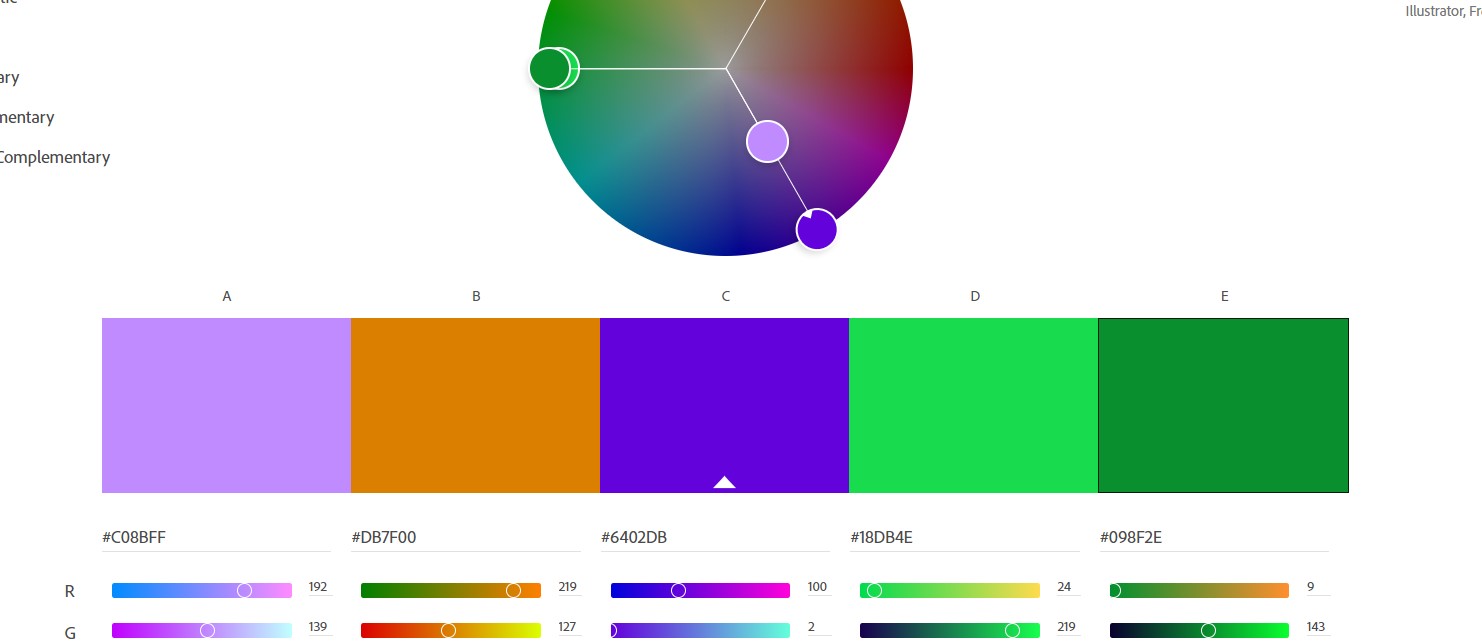 Illustrator, Fr
ary
mentary
Complementary
A B C D E
#C08BFF #DB7F00 #6402DB #18DB4E #098F2E
R 192 219 100 24 9
G 139 127 2 219 143